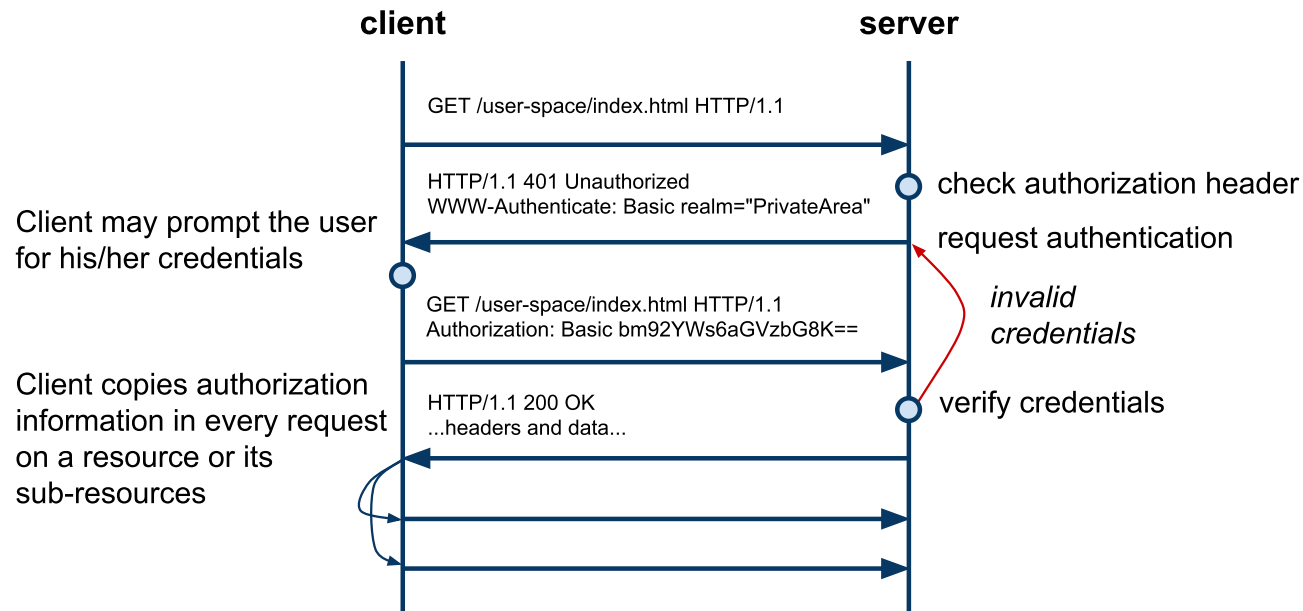 client
server
GET /user-space/index.html HTTP/1.1
HTTP/1.1 401 Unauthorized
WWW-Authenticate: Basic realm="PrivateArea"
check authorization header
request authentication
Client may prompt the user
for his/her credentials
GET /user-space/index.html HTTP/1.1
Authorization: Basic bm92YWs6aGVzbG8K==
invalid
credentials
verify credentials
Client copies authorization
information in every request
on a resource or its
sub-resources
HTTP/1.1 200 OK
...headers and data...